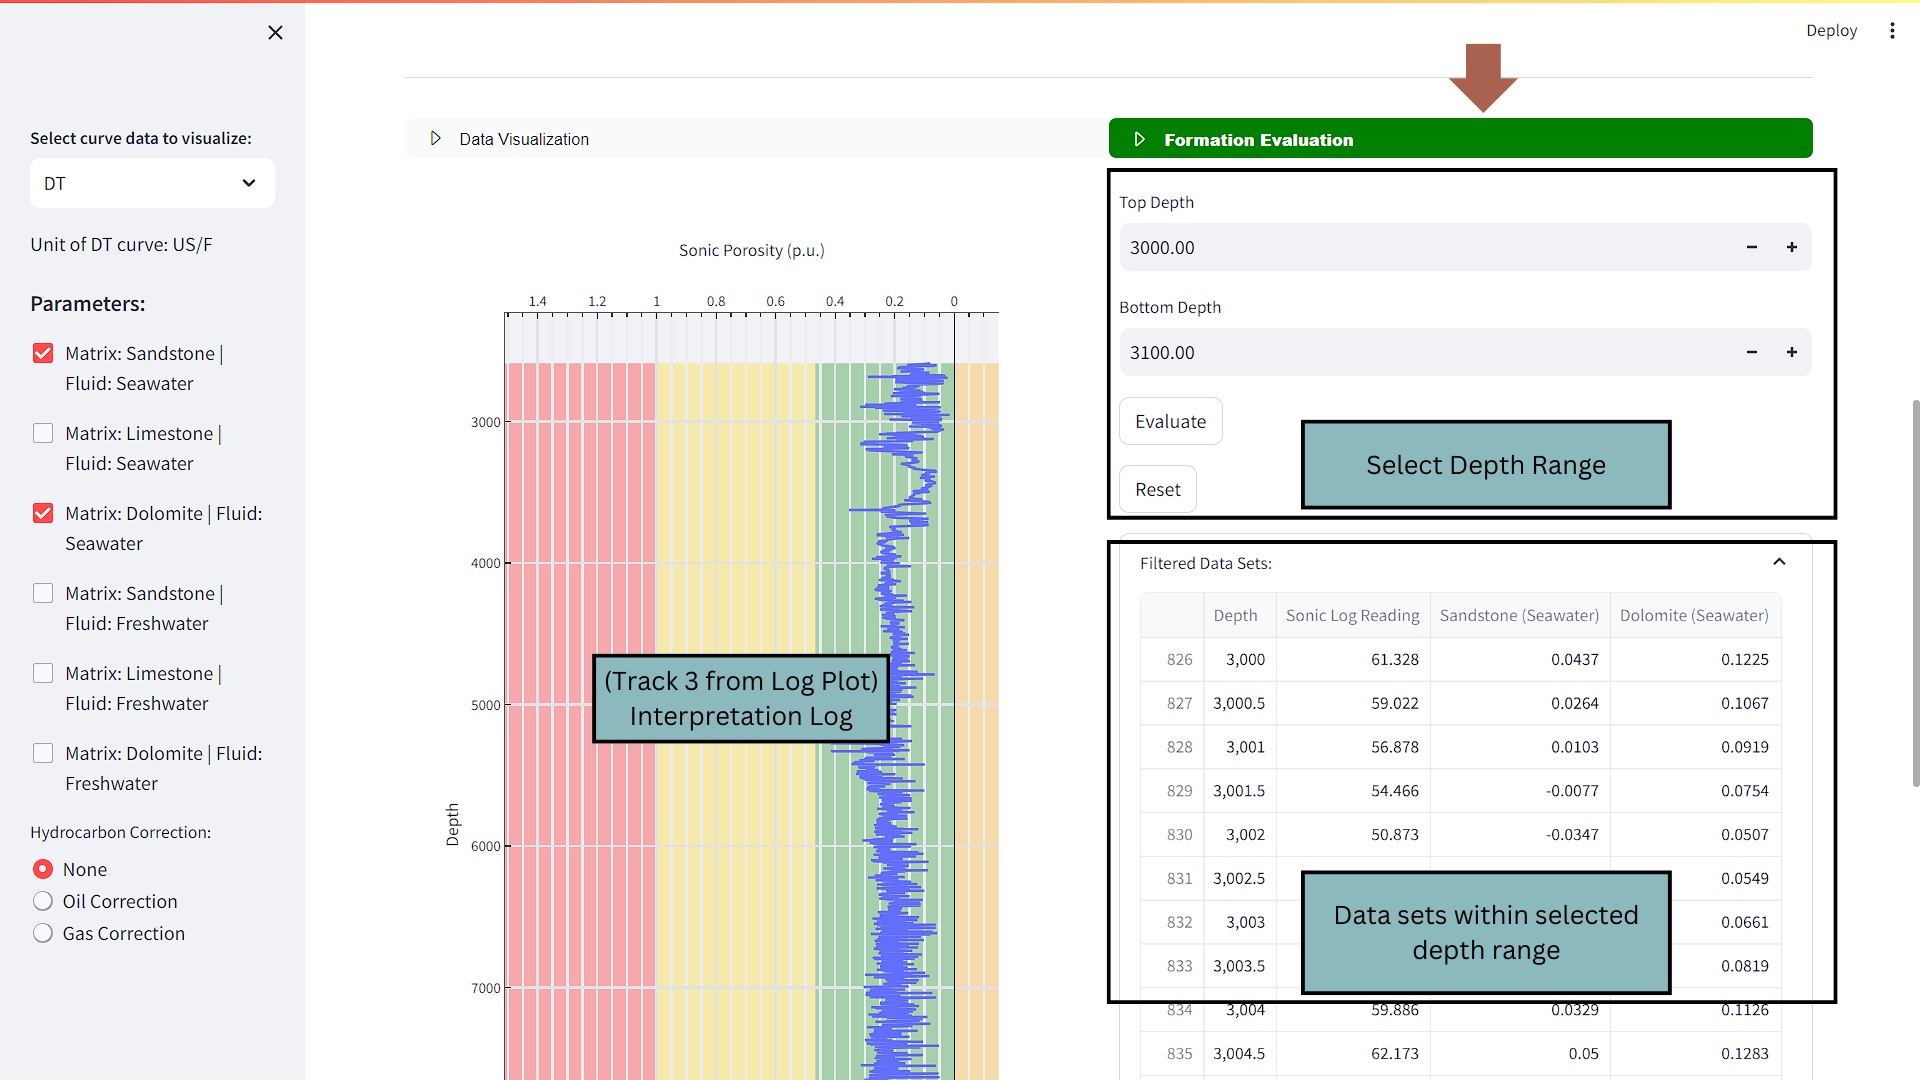 Deploy
Select curve data to visualize:
DT
Unit of DT curve: US/F
Parameters:
Matrix: Sandstone |
Fluid: Seawater
Matrix: Limestone |
Fluid: Seawater
Matrix: Dolomite | Fluid:
Seawater
Matrix: Sandstone |
Fluid: Freshwater
Matrix: Limestone |
Fluid: Freshwater
Matrix: Dolomite | Fluid:
Freshwater
Hydrocarbon Correction:
None
Oil Correction
Gas Correction
Data Visualization
Sonic Porosity (p.u.)
1.4 1.2 1 0.8 0.6 0.4 0.2 0
3000
4000
5000
6000
7000
Depth
(Track 3 from Log Plot)
Interpretation Log
Formation Evaluation
Top Depth
3000.00
Bottom Depth
3100.00
Evaluate
Reset
Select Depth Range
Filtered Data Sets:
Depth Sonic Log Reading Sandstone (Seawater) Dolomite (Seawater)
826 3,000 61.328 0.0437 0.1225
827 3,000.5 59.022 0.0264 0.1067
828 3,001 56.878 0.0103 0.0919
829 3,001.5 54.466 -0.0077 0.0754
830 3,002 50.873 -0.0347 0.0507
831 3,002.5 0.0549
832 3,003 0.0661
833 3,003.5 0.0819
Data sets within selected
depth range
834 3,004 59.886 0.0329 0.1126
835 3,004.5 62.173 0.05 0.1283